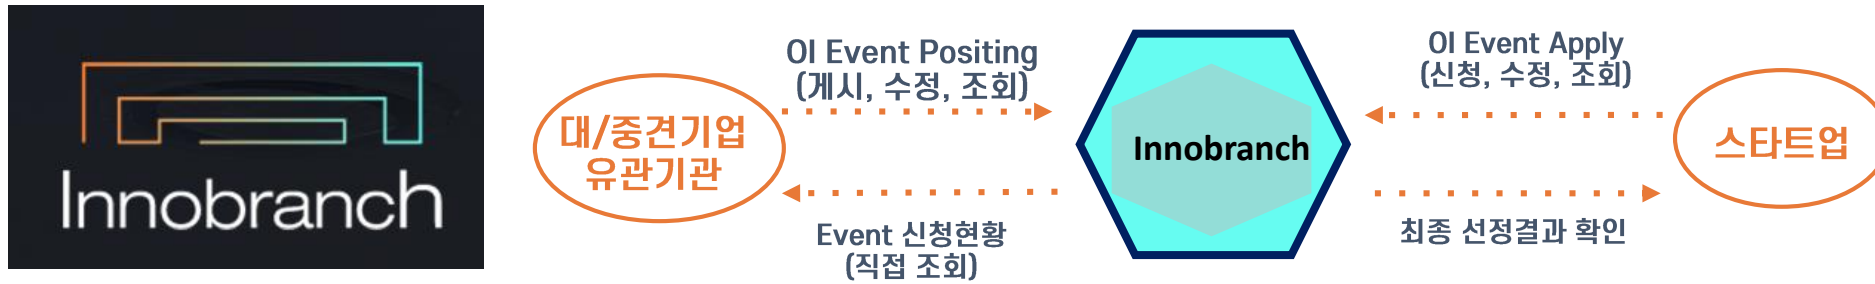 Innobranch
OI Event Positing
(게시, 수정, 조회)
대/중견기업
유관기관
Event 신청현황
(직접 조회)
Innobranch
OI Event Apply
(신청, 수정, 조회)
스타트업
최종 선정결과 확인